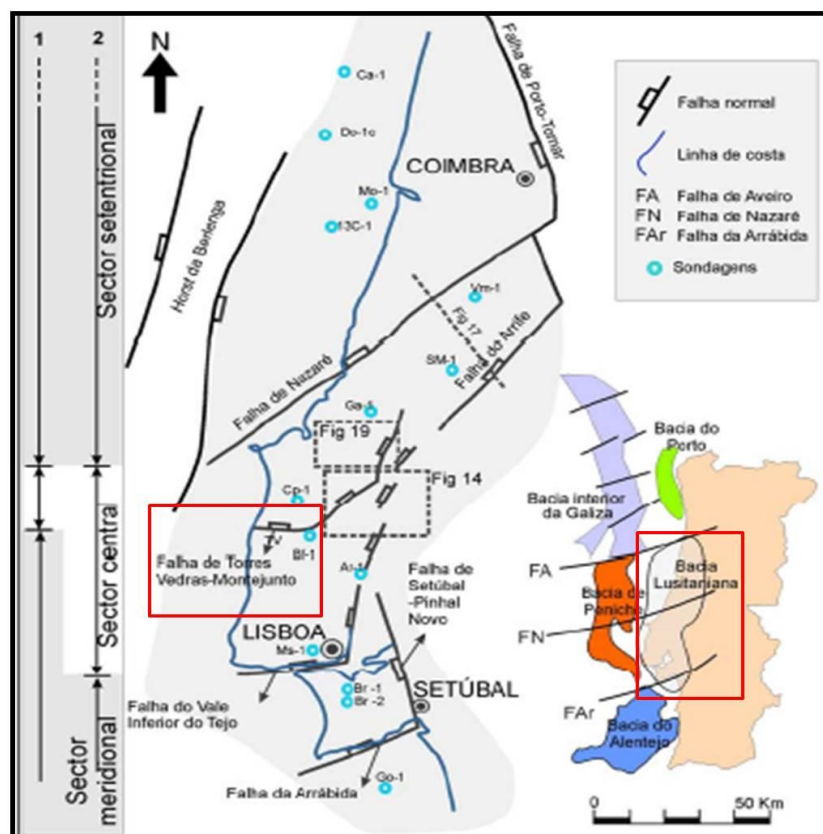 1
2
N
Sector setentrional
Sector central
Sector meridional
Horst da Berlenga
Ca-1
Do-1c
Mo-1
13C-1
COIMBRA
Falha de Porto-Tomar
Vm-1
Fig 17
SM-1
Falha do Arrife
Falha de Nazaré
Ga-1
Fig 19
Fig 14
Cp-1
TV
Bf-1
Falha de Torres
Vedras-Montejunto
Ar-1
Falha de
Setúbal
-Pinhal
Novo
LISBOA
Ms-1
Br -1
Br -2
SETÚBAL
Falha do Vale
Inferior do Tejo
Falha da Arrábida
Go-1
Falha normal
Linha de costa
FA Falha de Aveiro
FN Falha de Nazaré
FAr Falha da Arrábida
Sondagens
Bacia do
Porto
Bacia interior
da Galiza
FA
Bacia
Lusitaniana
Bacia de
Peniche
FN
FAr
Bacia do
Alentejo
0 50 Km